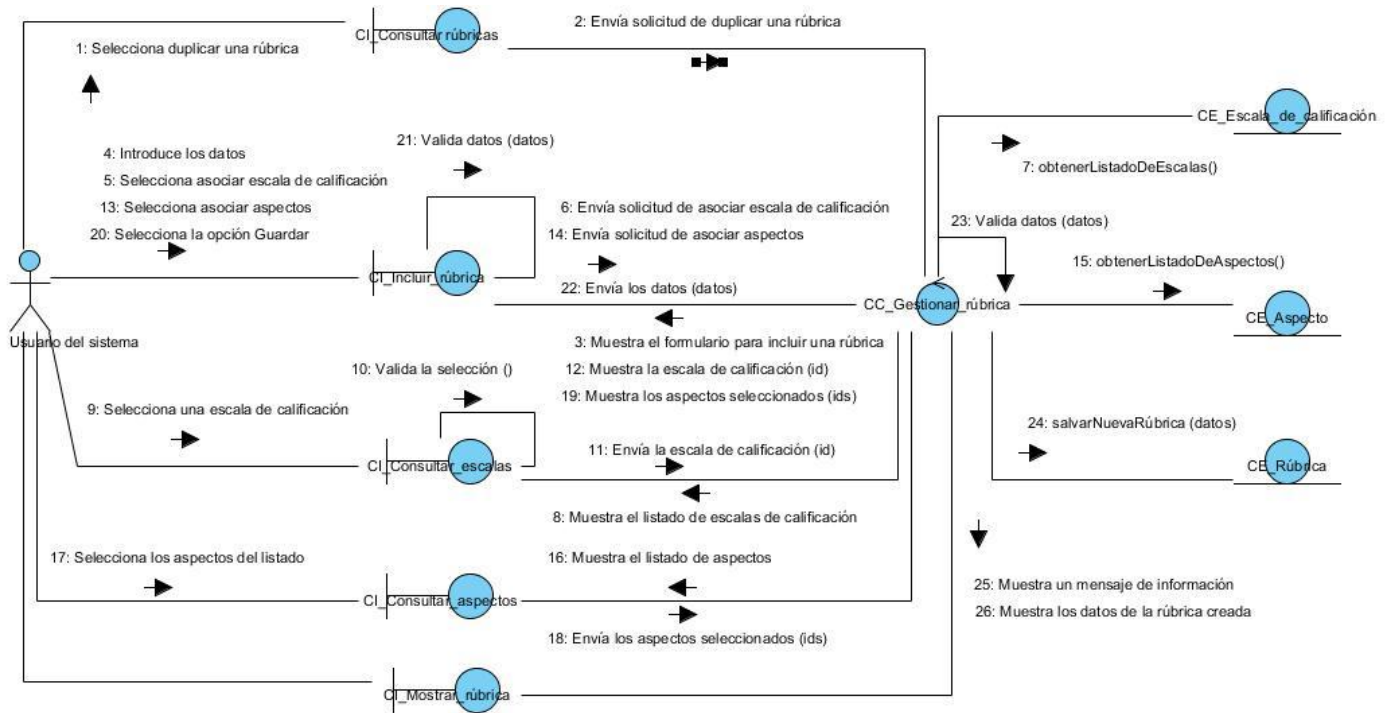 2: Envía solicitud de duplicar una rúbrica
CI_Consultar rúbricas
1: Selecciona duplicar una rúbrica
CE_Escala_de_calificación
21: Valida datos (datos)
4: Introduce los datos
7: obtenerListadoDeEscalas()
5: Selecciona asociar escala de calificación
13: Selecciona asociar aspectos
6: Envía solicitud de asociar escala de calificación
20: Selecciona la opción Guardar
14: Envía solicitud de asociar aspectos
23: Valida datos (datos)
15: obtenerListadoDeAspectos()
CI_Incluir_rúbrica
22: Envía los datos (datos)
CC_Gestionar_rúbrica
CE_Aspecto
Usuario del sistema
3: Muestra el formulario para incluir una rúbrica
10: Valida la selección ()
12: Muestra la escala de calificación (id)
19: Muestra los aspectos seleccionados (ids)
9: Selecciona una escala de calificación
24: salvarNuevaRúbrica (datos)
11: Envía la escala de calificación (id)
CI_Consultar_escalas
CE_Rúbrica
8: Muestra el listado de escalas de calificación
17: Selecciona los aspectos del listado
16: Muestra el listado de aspectos
25: Muestra un mensaje de información
CI_Consultar_aspectos
26: Muestra los datos de la rúbrica creada
18: Envía los aspectos seleccionados (ids)
CI_Mostrar_rúbrica